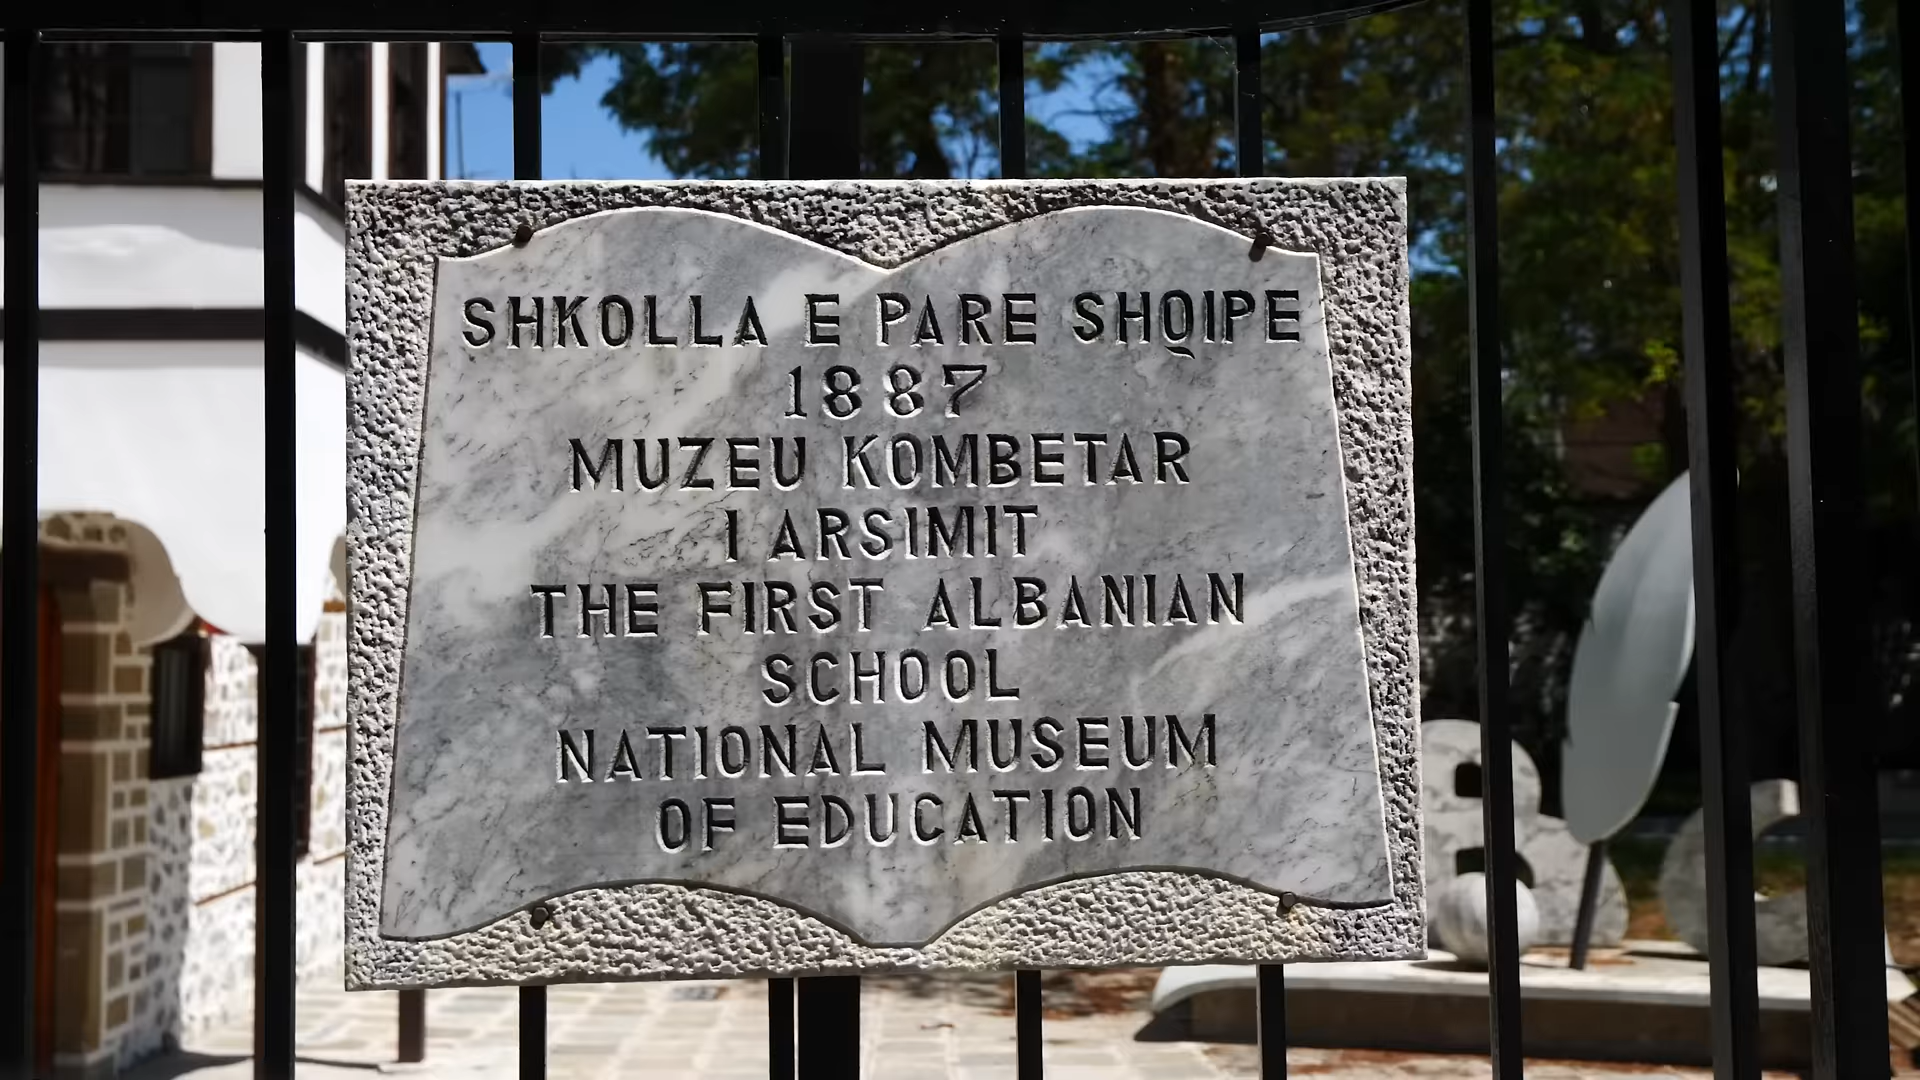 SHKOLLA E PARE SHQIPE
1887
MUZEU KOMBETAR
I ARSIMIT
THE FIRST ALBANIAN
SCHOOL
NATIONAL MUSEUM
OF EDUCATION